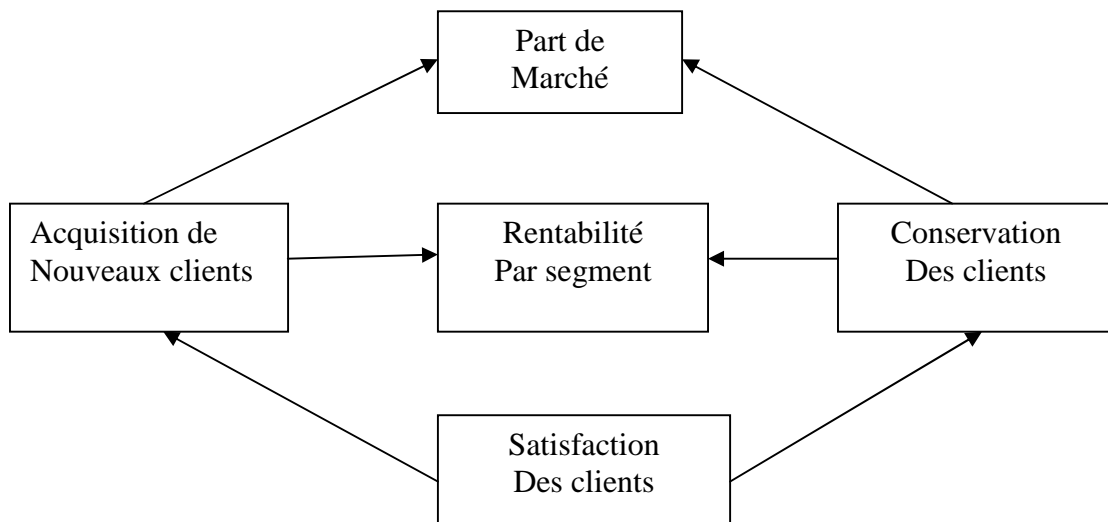 Part de
Marché
Acquisition de
Nouveaux clients
Rentabilité
Par segment
Conservation
Des clients
Satisfaction
Des clients